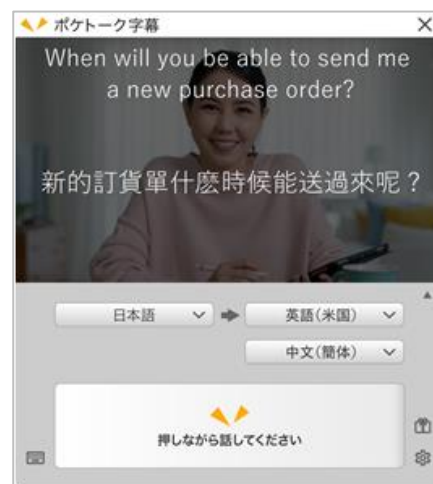 ポケトーク字幕
When will you be able to send me
a new purchase order?
新的訂貨單什麽時候能送過來呢？
日本語
英語(米国)
中文(簡体)
押しながら話してください